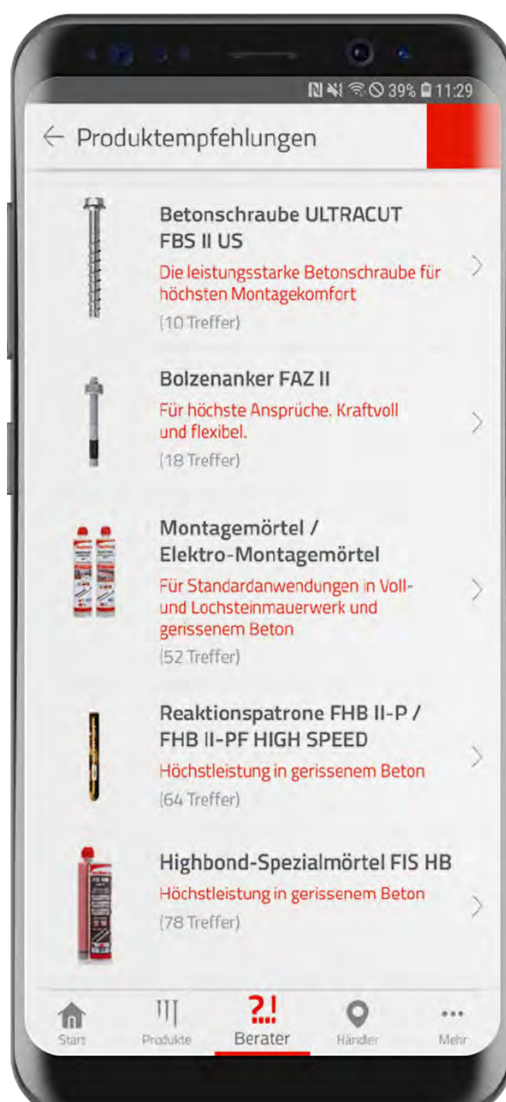 39% 11:29
Produktempfehlungen
Betonschraube ULTRACUT
FBS II US
Die leistungsstarke Betonschraube für
höchsten Montagekomfort
(10 Treffer)
Bolzenanker FAZ II
Für höchste Ansprüche. Kraftvoll
und flexibel.
(18 Treffer)
Montagemörtel /
Elektro-Montagemörtel
Für Standardanwendungen in Voll-
und Lochsteinmauerwerk und
gerissenem Beton
(52 Treffer)
Reaktionspatrone FHB II-P /
FHB II-PF HIGH SPEED
Höchstleistung in gerissenem Beton
(64 Treffer)
Highbond-Spezialmörtel FIS HB
Höchstleistung in gerissenem Beton
(78 Treffer)
?.!
Start Produkte Berater Händler Mehr